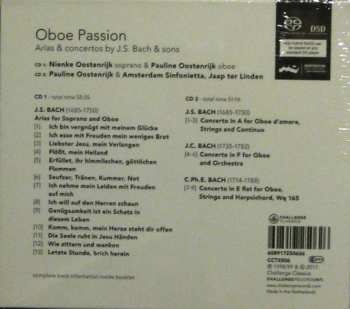 Oboe Passion
Arias & concertos by J.S. Bach & sons
CD 1 Nienke Oostenrijk soprano & Pauline Oostenrijk oboe
CD 2 Pauline Oostenrijk & Amsterdam Sinfonietta, Jaap ter Linden
DSD
CD 1 - total time
J.S. BACH (1685-1750)
Arias for Soprano and Oboe
[1] Ich bin vergnügt mit meinem Glücke
[2] Ich esse mit Freuden mein weniges Brot
[3] Liebster Jesu, mein Verlangen
[4] Flößt, mein Heiland
[5] Erfüllet, ihr himmlischen, göttlichen
Flammen
[6] Seufzer, Tränen, Kummer, Not
[7] Ich nehme mein Leiden mit Freuden
auf mich
[8] Ich will auf den Herren schaun
[9] Genügsamkeit ist ein Schatz in
diesem Leben
[10] Komm, komm, mein Herze steht dir offen
[11] Die Seele ruht in Jesu Händen
[12] Wie zittern und wanken
[13] Letzte Stunde, brich herein
complete track information inside booklet
CD 2 - total time
J.S. BACH (1685-1750)
[1-3] Concerto in A for Oboe d'amore,
Strings and Continuo
J.C. BACH (1735-1782)
[4-6] Concerto in F for Oboe
and Orchestra
C.Ph.E. BACH (1714-1788)
[7-9] Concerto in E flat for Oboe,
Strings and Harpsichord, Wq 165
CHALLENGE
CLASSICS
Challenge Classics